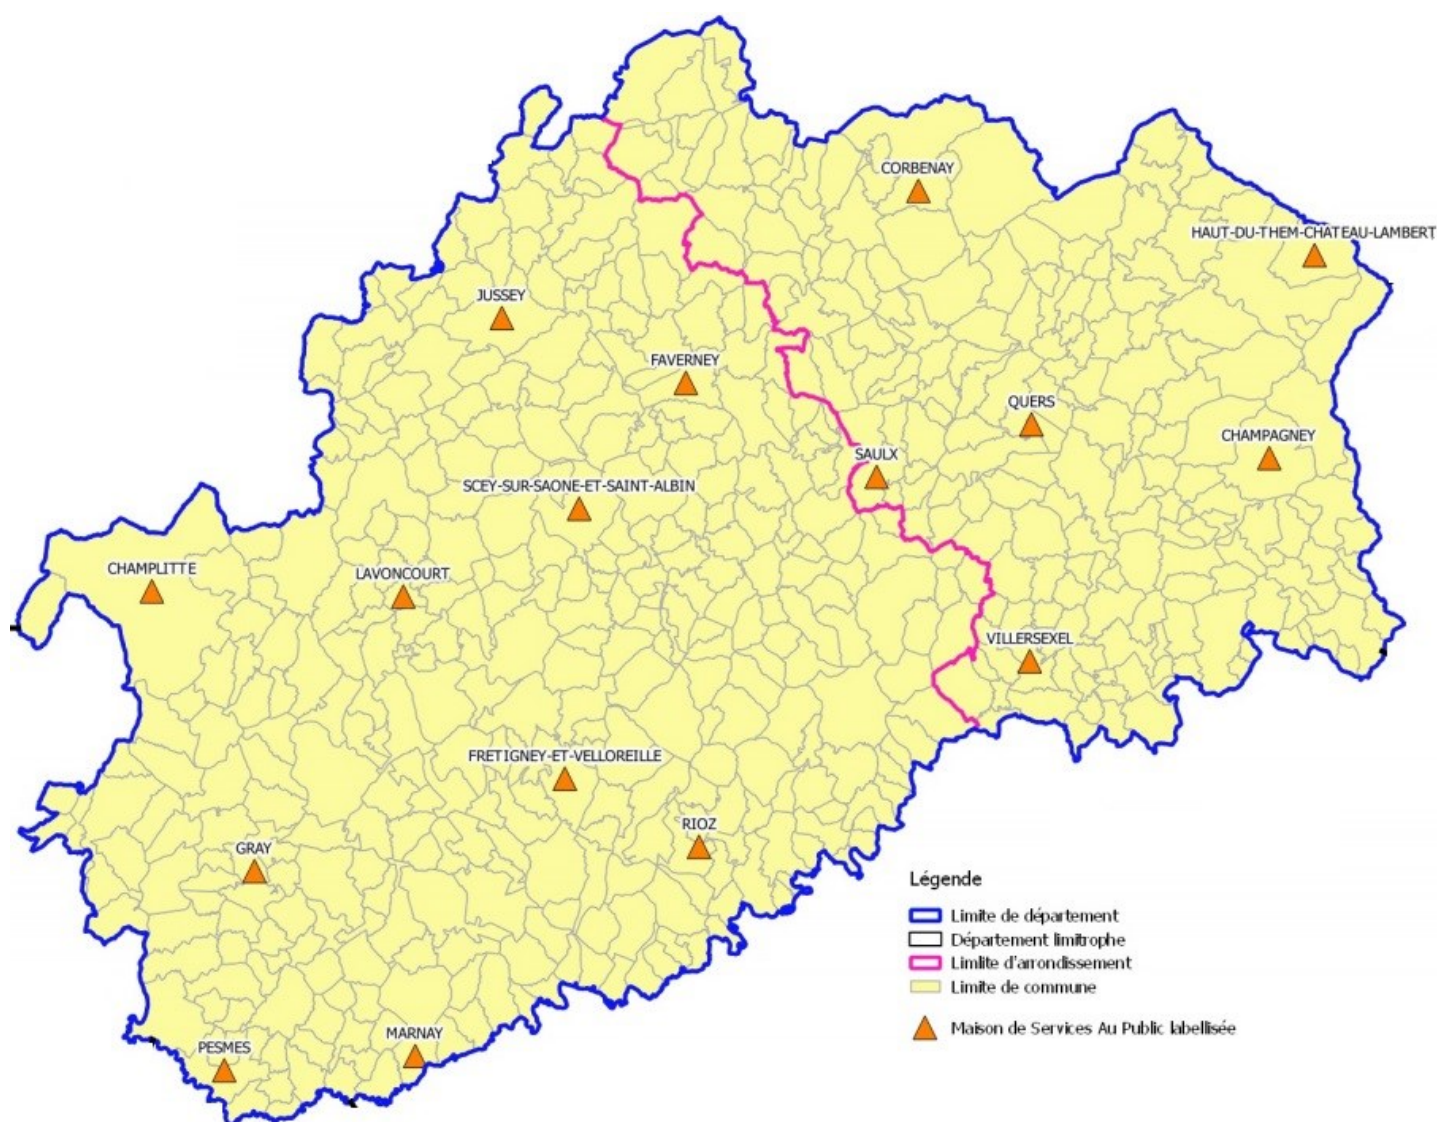 CORBENAY
HAUT-DU-THEM-CHATEAU-LAMBERT
JUSSEY
FAVERNEY
QUERS
CHAMPAGNEY
SAULX
SCEY-SUR-SAONE-ET-SAINT-ALBIN
CHAMPLITTE
LAVONCOURT
VILLERSEXEL
FRETIGNEY-ET-VELLOREILLE
RIOZ
GRAY
MARNAY
PESMES
Légende
Limite de département
Département limitrophe
Limlite d'arrondissement
Limite de commune
Maison de Services Au Public labellisée